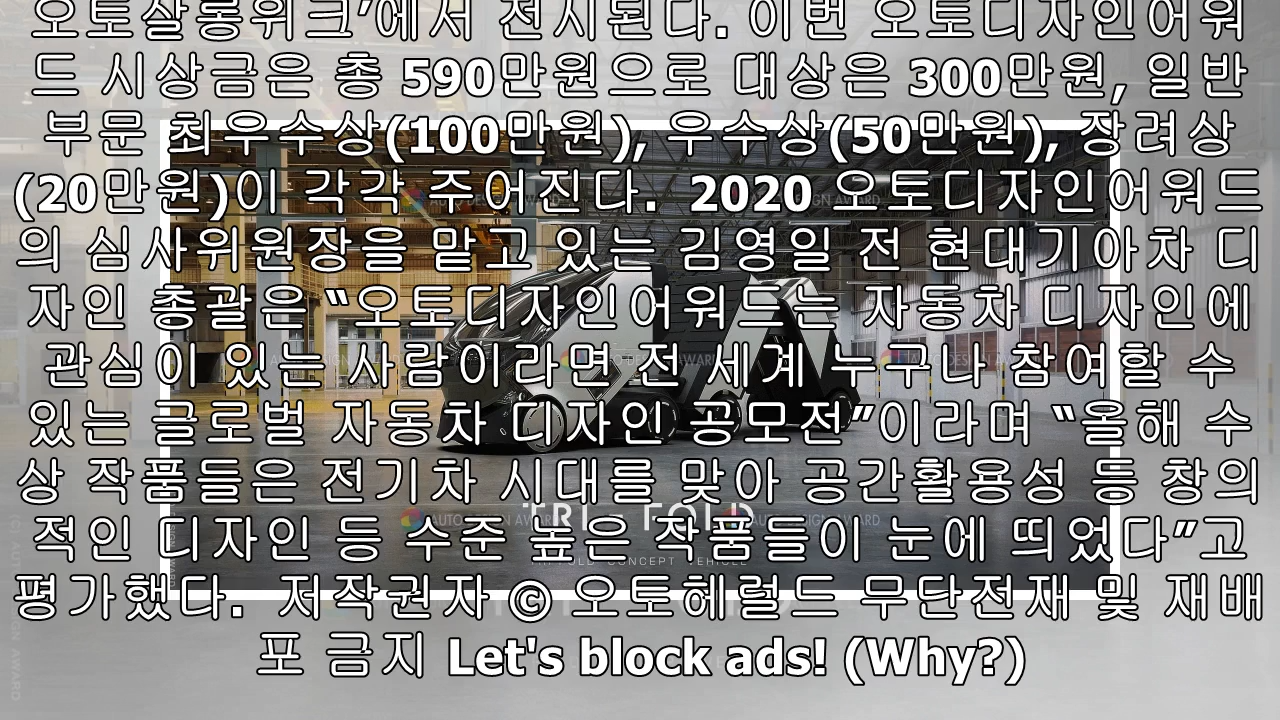 오토살롱위크’에서 전시된다. 이번 오토디자인어워
드 시상금은 총 590만원으로 대상은 300만원, 일반
부문 최우수상(100만원), 우수상(50만원), 장려상
(20만원)이 각각 주어진다. 2020 오토디자인어워드
의 심사위원장을 맡고 있는 김영일 전 현대기아차 디
자인 총괄은 “오토디자인어워드는 자동차 디자인에
관심이 있는 사람이라면 전 세계 누구나 참여할 수
있는 글로벌 자동차 디자인 공모전”이라며 “올해 수
상 작품들은 전기차 시대를 맞아 공간활용성 등 창의
적인 디자인 등 수준 높은 작품들이 눈에 띄었다”고
평가했다. 저작권자 © 오토헤럴드 무단전재 및 재배
포 금지 Let's block ads! (Why?)
TRI - FOLD
TRI-FOLD CONCEPT VEHICLE
AUTO DESIGN AWARD